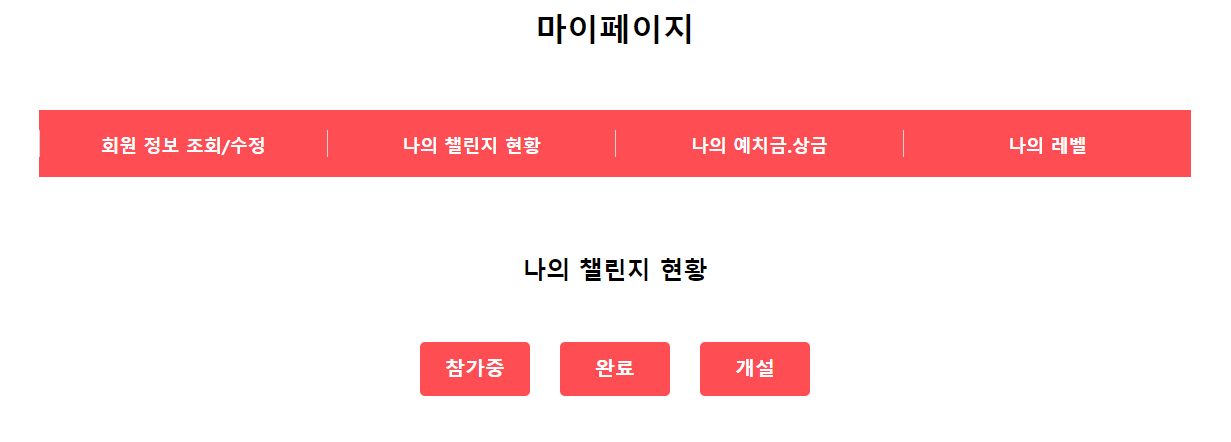 마이페이지
회원 정보 조회/수정 나의 챌린지 현황 나의 예치금.상금 나의 레벨
나의 챌린지 현황
참가중 완료 개설